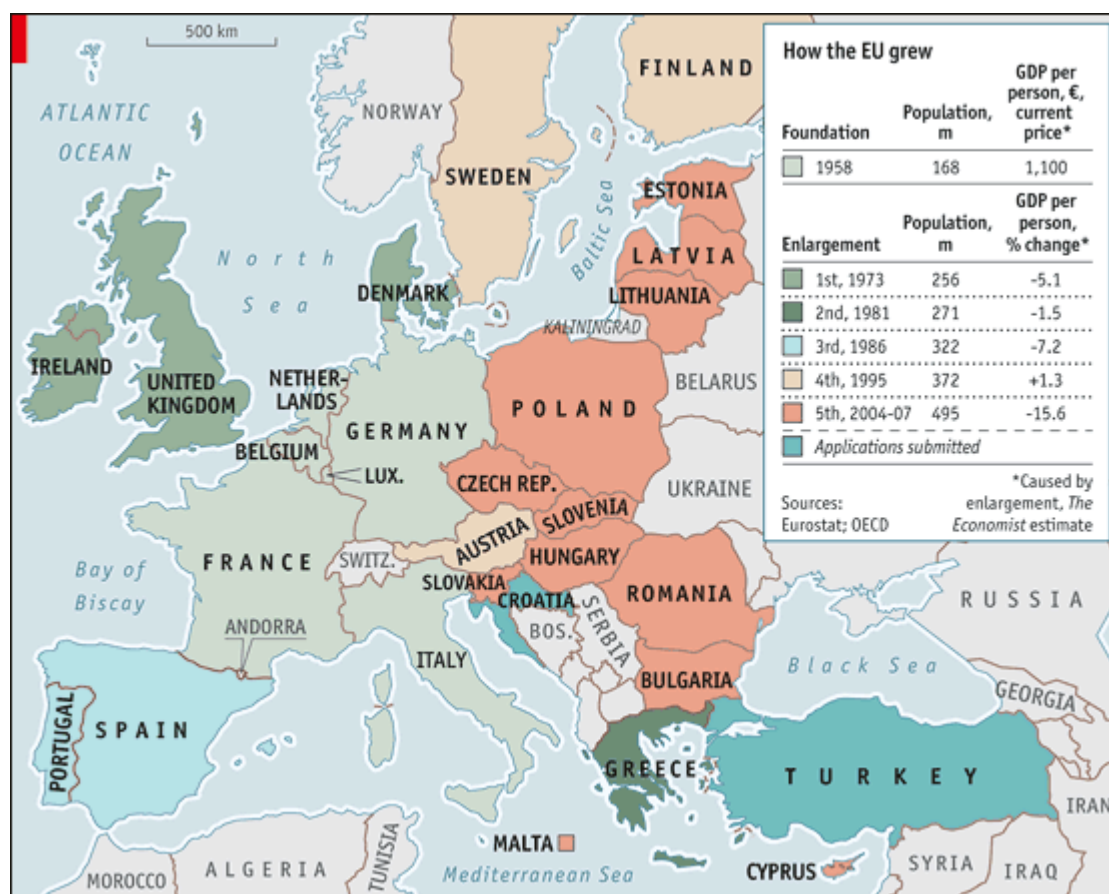 500 km
ATLANTIC
OCEAN
NORWAY
FINLAND
SWEDEN
ESTONIA
Baltic Sea
LATVIA
North
Sea
DENMARK
LITHUANIA
KALININGRAD
IRELAND
UNITED
KINGDOM
NETHER-
LANDS
BELARUS
POLAND
GERMANY
BELGIUM
LUX.
CZECH REP.
UKRAINE
SLOVENIA
AUSTRIA
FRANCE
SWITZ.
HUNGARY
Bay of
Biscay
SLOVAKIA
CROATIA
ROMANIA
RUSSIA
SERBIA
BOS.
ANDORRA
ITALY
Black Sea
BULGARIA
GEORGIA
PORTUGAL
SPAIN
GREECE
TURKEY
IRAN
MALTA
Mediterranean Sea
CYPRUS
SYRIA
IRAQ
MOROCCO
ALGERIA
TUNISIA
How the EU grew
Foundation
Population,
m
GDP per
person, €,
current
price*
1958 168 1,100
Enlargement
Population,
m
GDP per
person,
% change*
1st, 1973 256 -5.1
2nd, 1981 271 -1.5
3rd, 1986 322 -7.2
4th, 1995 372 +1.3
5th, 2004-07 495 -15.6
Applications submitted
Sources:
Eurostat; OECD
*Caused by
enlargement, The
Economist estimate